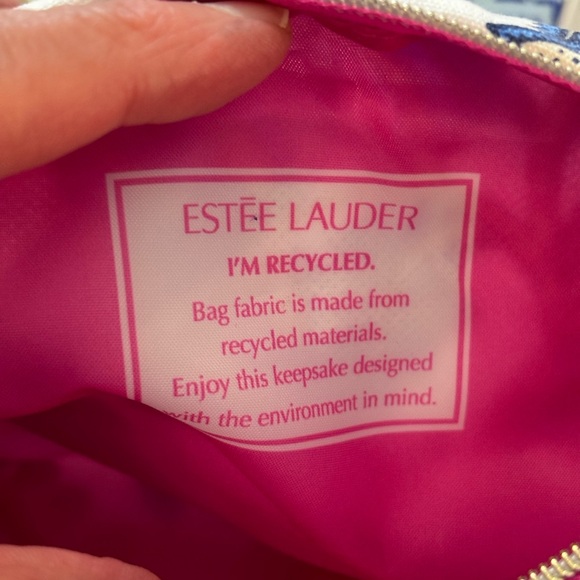 ESTĒE LAUDER
I'M RECYCLED.
Bag fabric is made from
recycled materials.
Enjoy this keepsake designed
with the environment in mind.